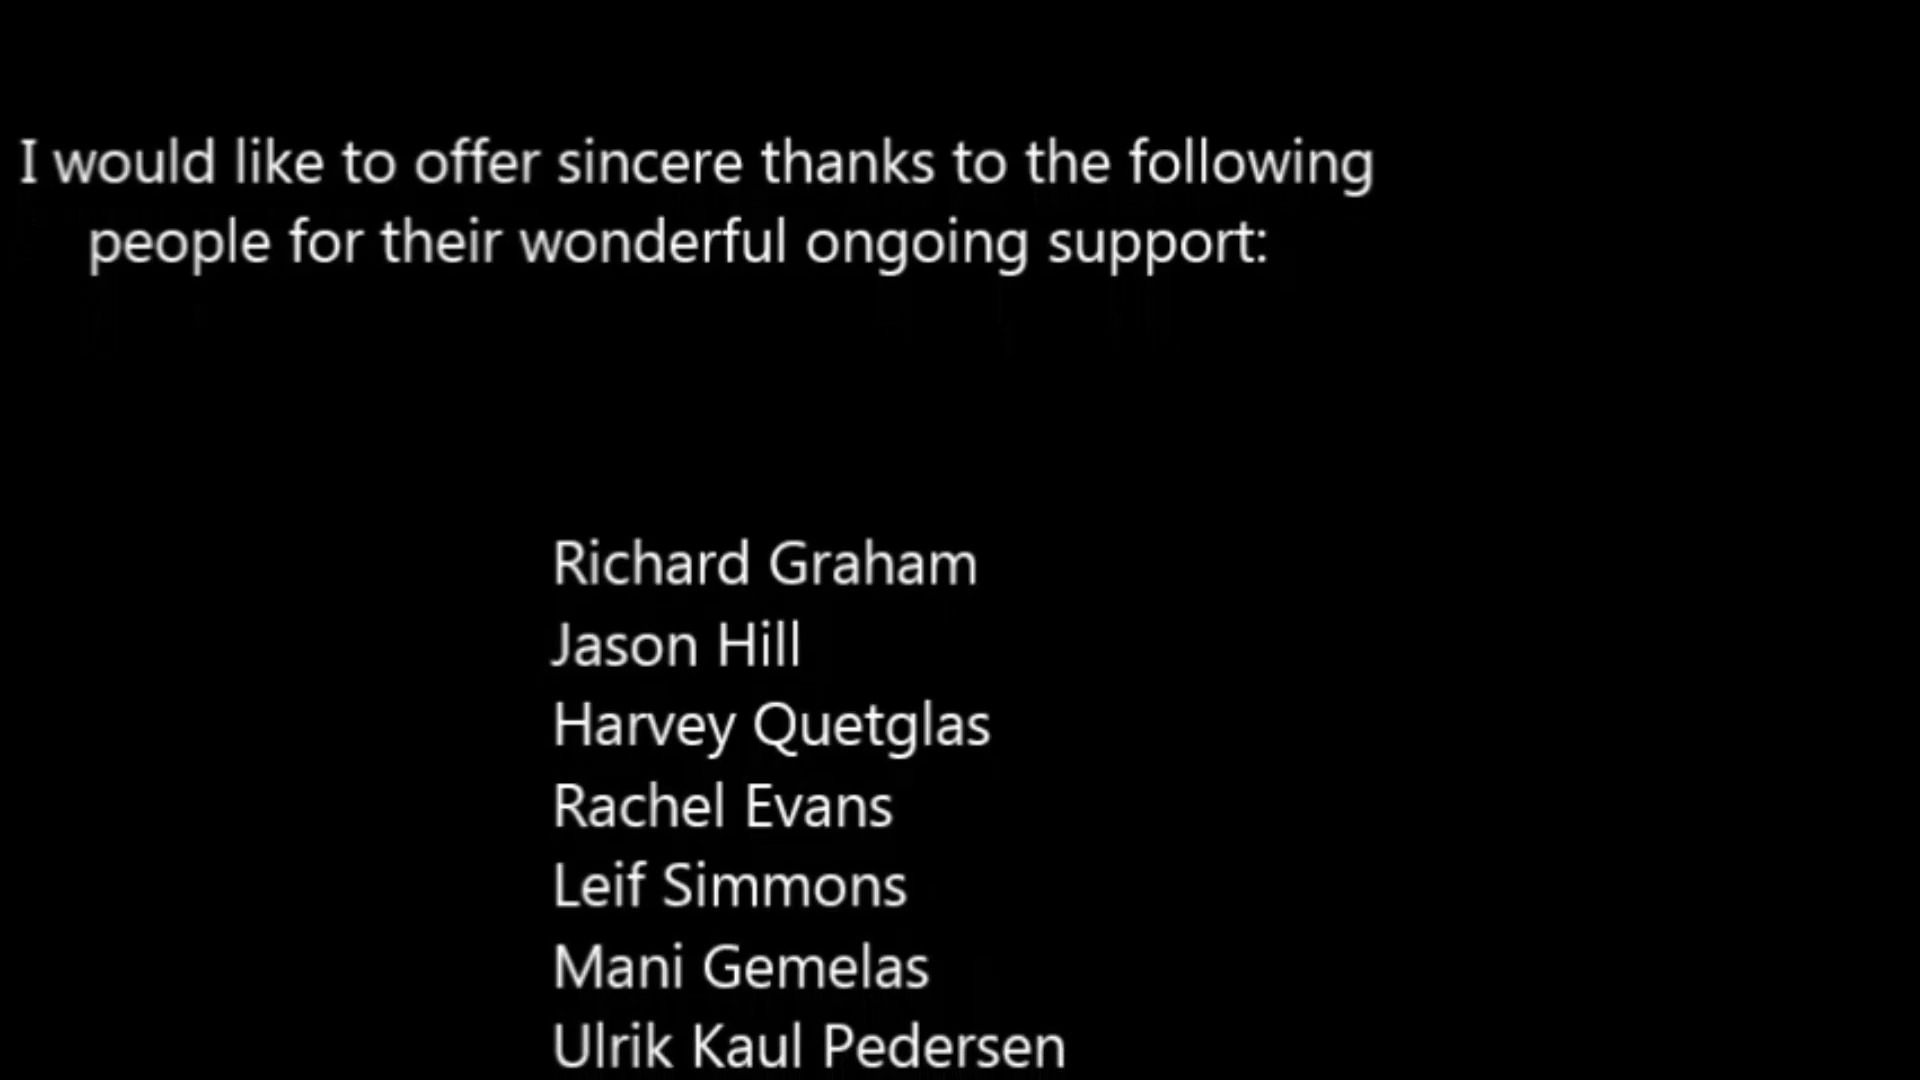 I would like to offer sincere thanks to the following
people for their wonderful ongoing support:
Richard Graham
Jason Hill
Harvey Quetglas
Rachel Evans
Leif Simmons
Mani Gemelas
Ulrik Kaul Pedersen